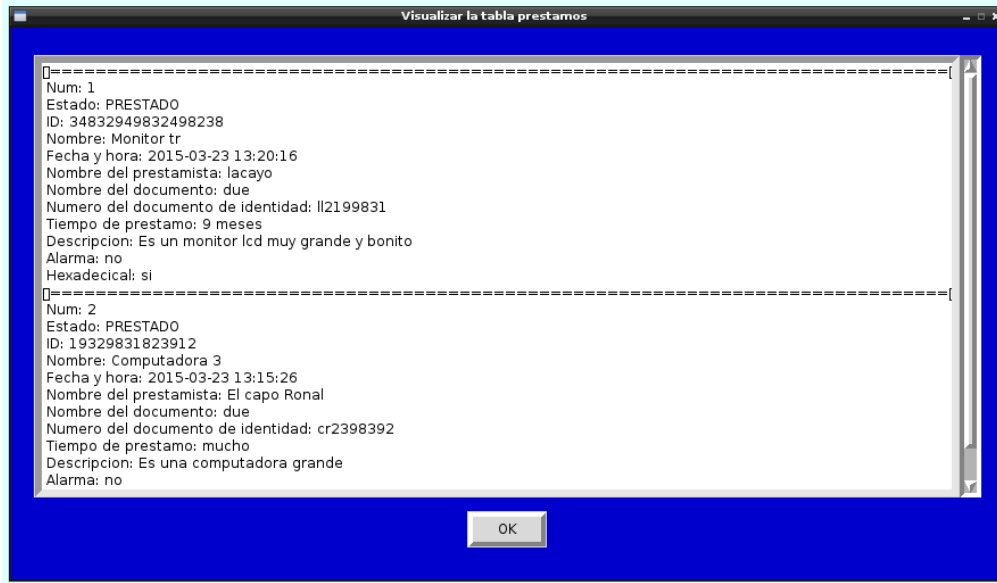 Visualizar la tabla prestamos
▯===============================================================================[
Num: 1
Estado: PRESTADO
ID: 34832949832498238
Nombre: Monitor tr
Fecha y hora: 2015-03-23 13:20:16
Nombre del prestamista: lacayo
Nombre del documento: due
Numero del documento de identidad: ll2199831
Tiempo de prestamo: 9 meses
Descripcion: Es un monitor lcd muy grande y bonito
Alarma: no
Hexadecical: si
▯===============================================================================[
Num: 2
Estado: PRESTADO
ID: 19329831823912
Nombre: Computadora 3
Fecha y hora: 2015-03-23 13:15:26
Nombre del prestamista: El capo Ronal
Nombre del documento: due
Numero del documento de identidad: cr2398392
Tiempo de prestamo: mucho
Descripcion: Es una computadora grande
Alarma: no
OK